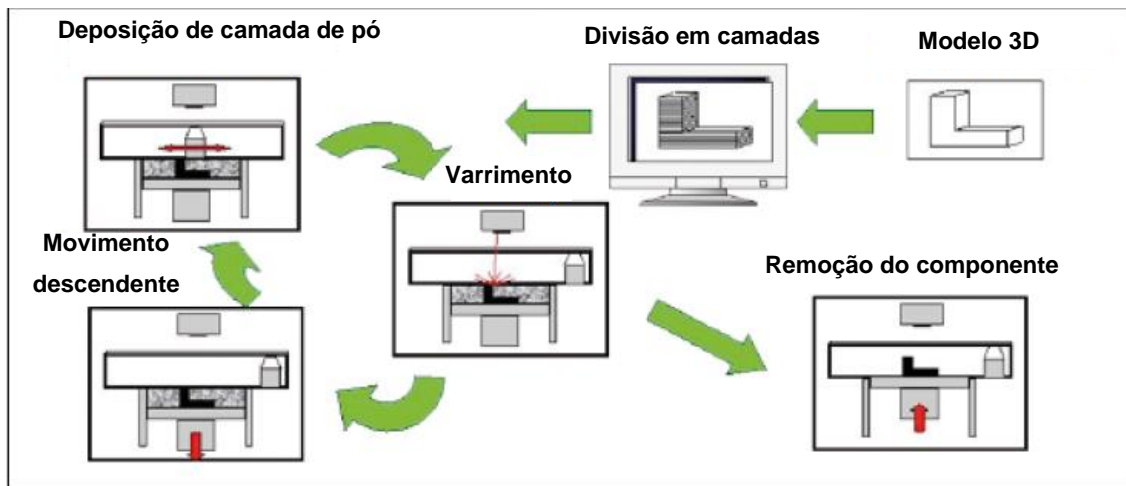 Deposição de camada de pó
Divisão em camadas
Modelo 3D
Varrimento
Movimento
descendente
Remoção do componente